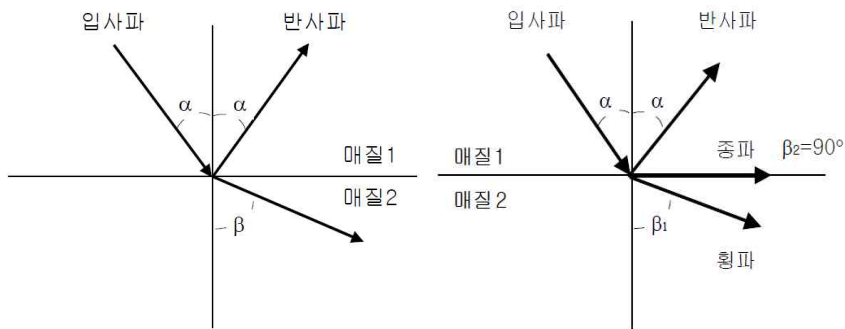 입사파 반사파
α α
매질1
매질2
β
입사파 반사파
α α
매질1 종파 β₂=90°
매질2
β₁
횡파